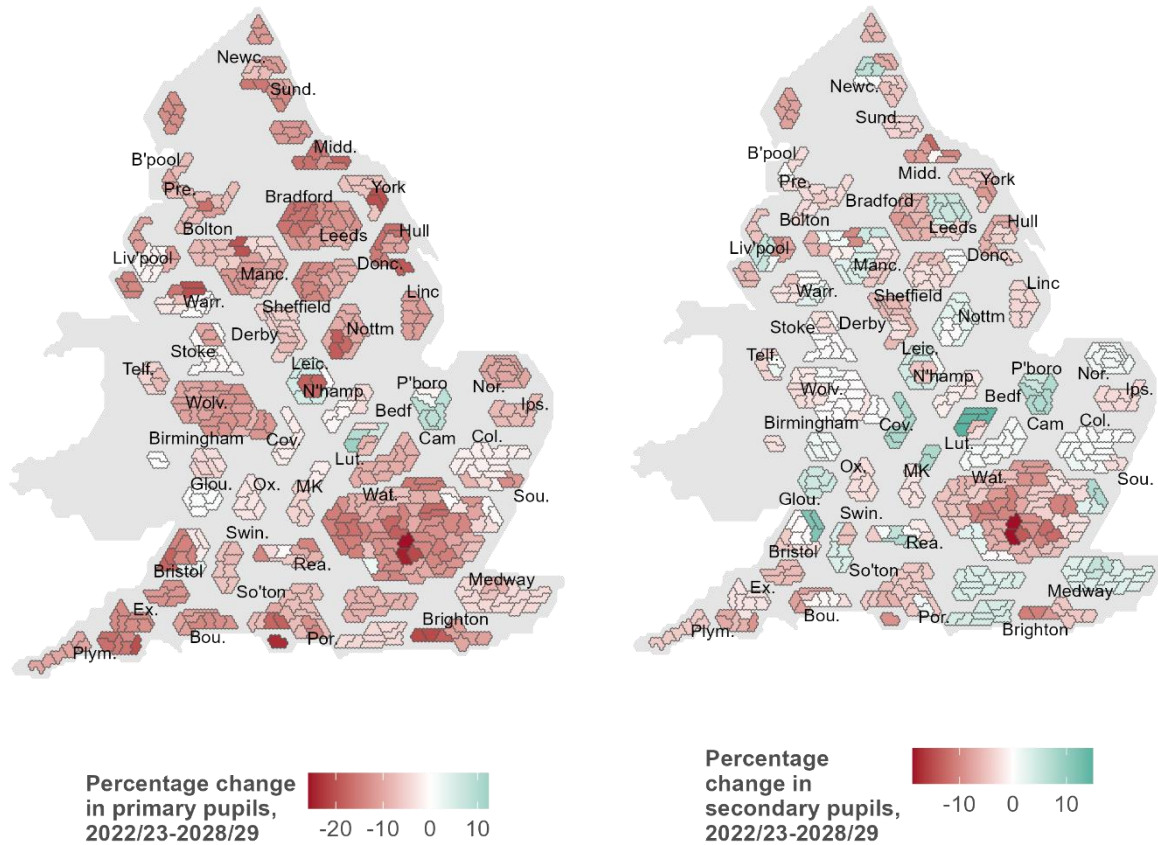 Newc.
Sund.
Midd.
B'pool
Pre.
York
Bradford
Bolton
Leeds
Hull
Liv'pool
Manc.
Donc.
Warr.
Sheffield
Linc
Derby
Nottm
Stoke
Telf.
Leic.
N'hamp
P'boro
Nor.
Wolv.
Bedf
Ips.
Birmingham
Cov.
Cam
Col.
Lut.
Glou.
Ox.
MK
Wat.
Sou.
Swin.
Bristol
Rea.
Medway
So'ton
Ex.
Bou.
Por.
Brighton
Plym.
Percentage change
in primary pupils,
2022/23-2028/29
-20 -10 0 10
Newc.
Sund.
B'pool
Midd.
Pre.
York
Bradford
Bolton
Leeds
Hull
Liv'pool
Manc.
Donc.
Warr.
Sheffield
Linc
Stoke
Derby
Nottm
Telf.
Leic.
N'hamp
P'boro
Nor.
Wolv.
Bedf
Ips.
Birmingham
Cov.
Cam
Col.
Lut.
Ox.
MK
Wat.
Sou.
Glou.
Swin.
Bristol
Rea.
So'ton
Medway
Ex.
Bou.
Por.
Brighton
Plym.
Percentage
change in
secondary pupils,
2022/23-2028/29
-10 0 10